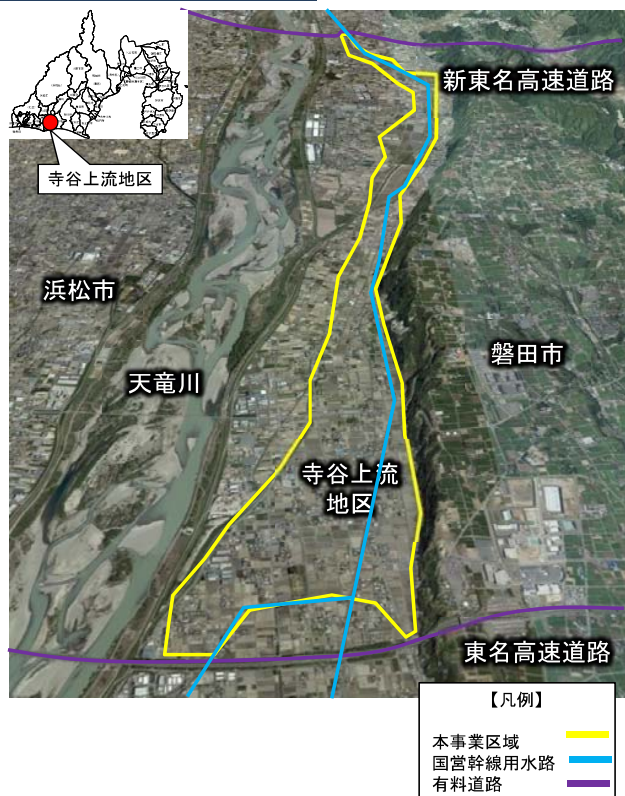 新東名高速道路
寺谷上流地区
浜松市
磐田市
天竜川
寺谷上流
地区
東名高速道路
【凡例】
本事業区域
国営幹線用水路
有料道路